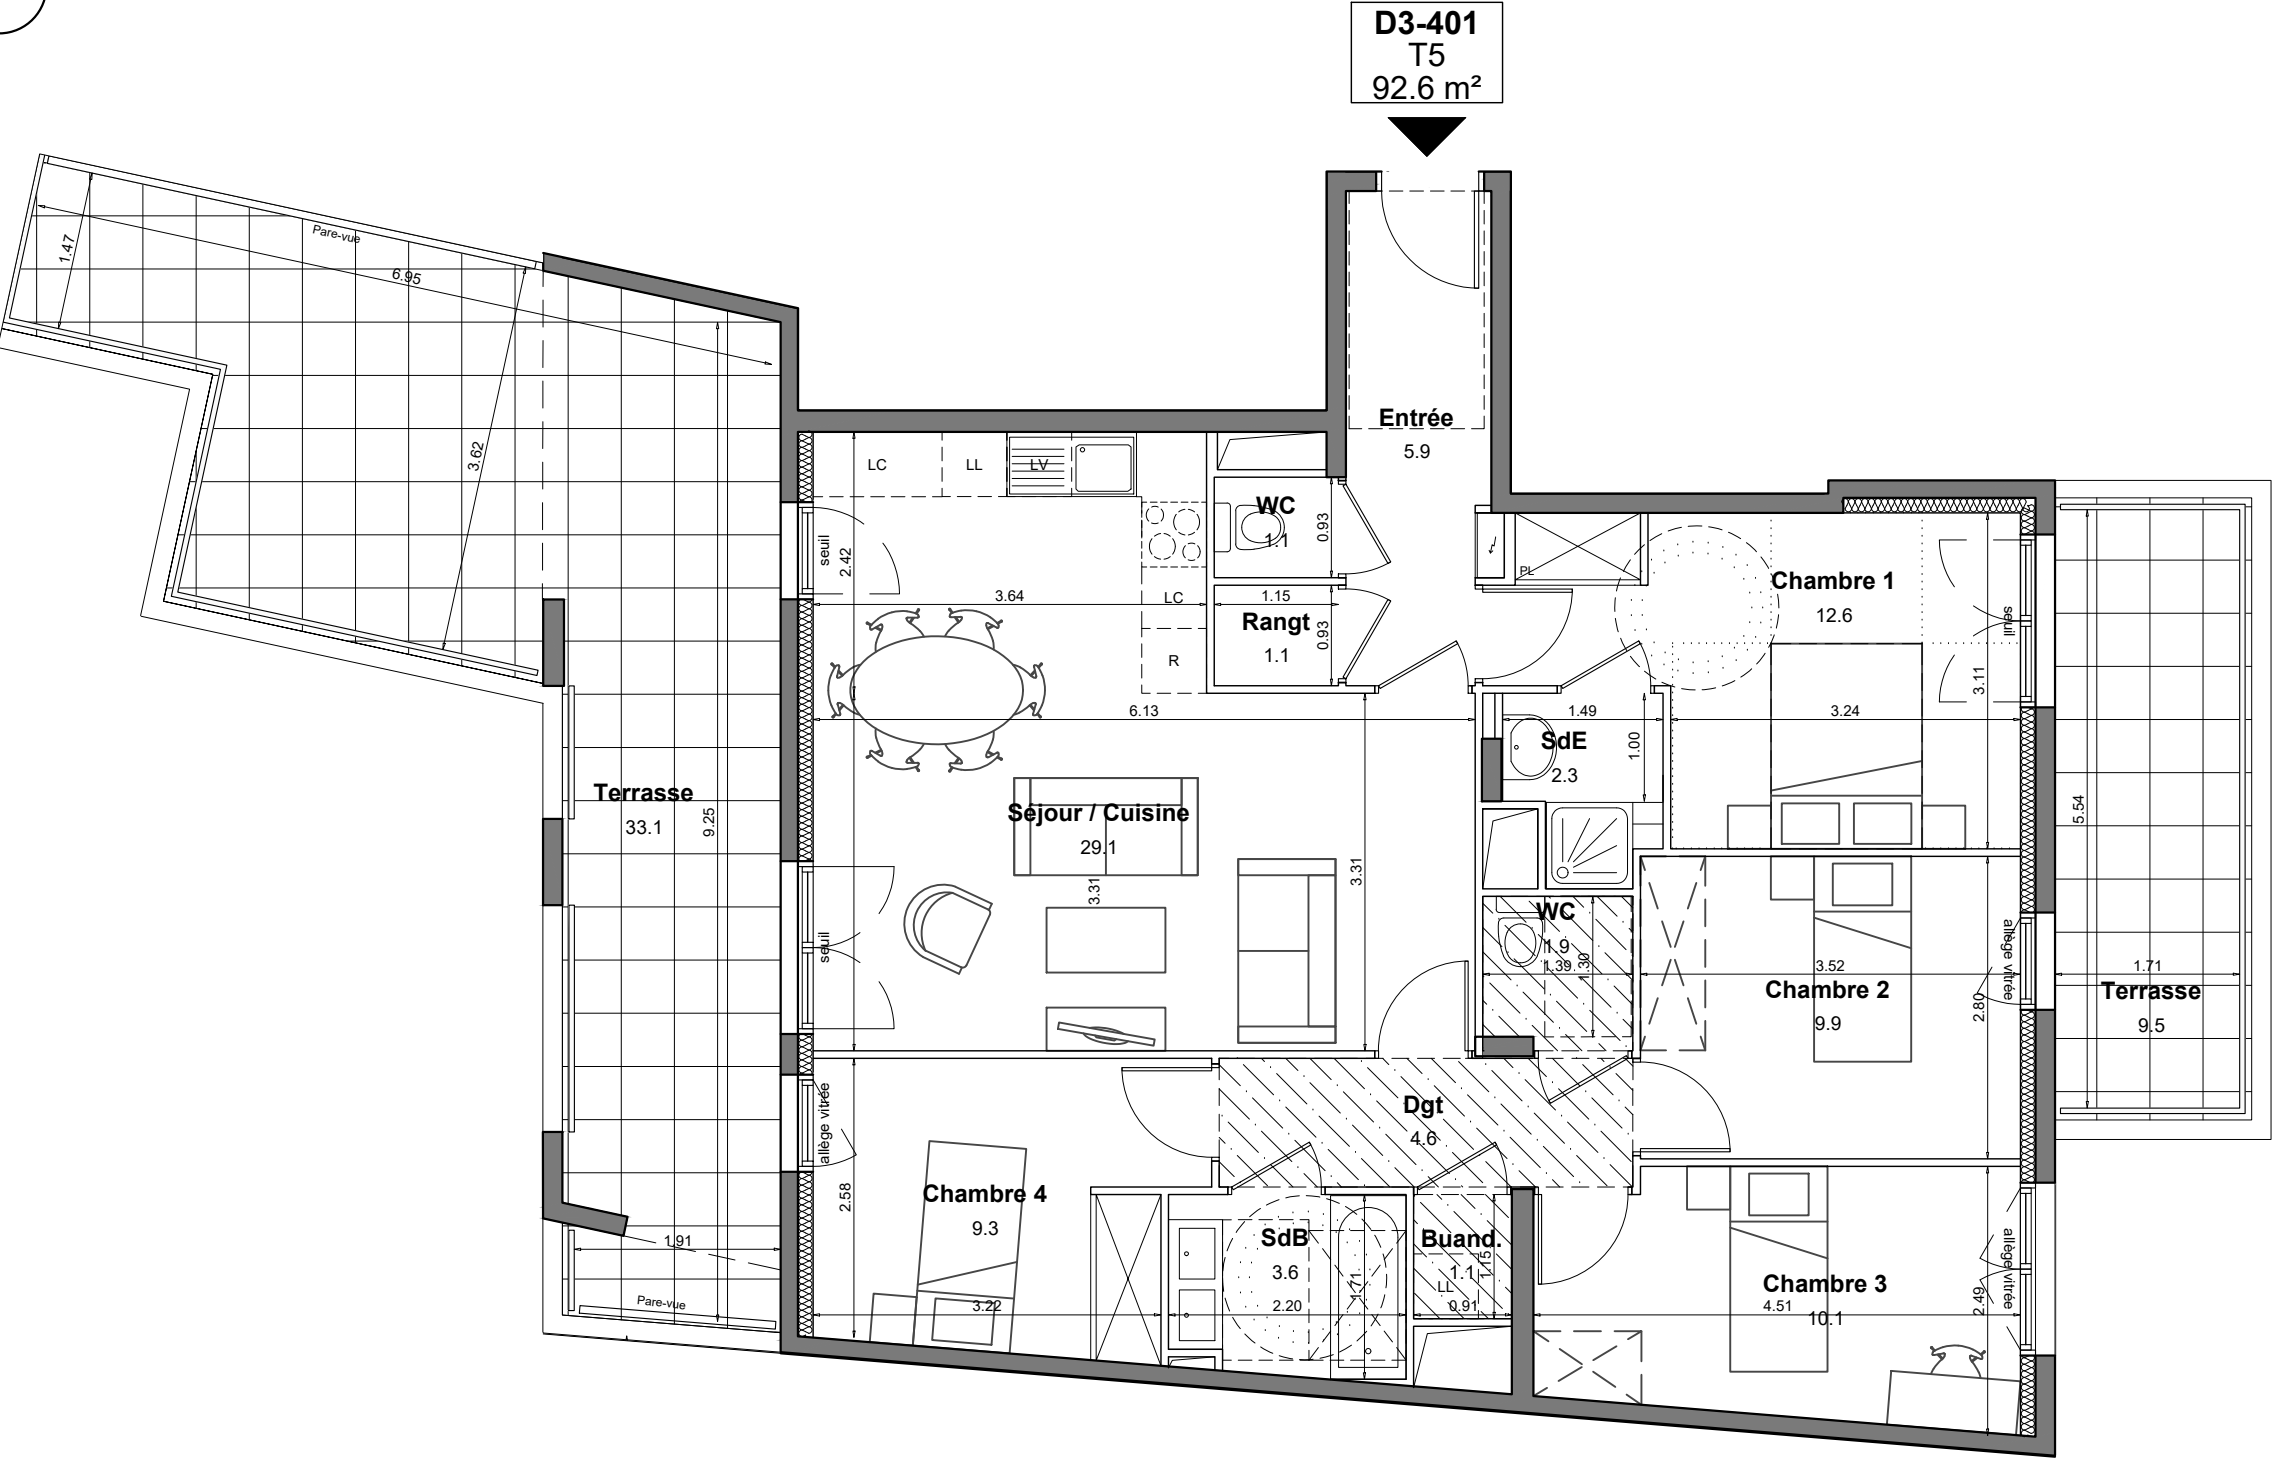 D3-401
T5
92.6 m²
Pare-vue
1.47
6.95
3.62
Entrée
5.9
LC
LL
LV
WC
1.1
0.93
seuil
2.42
3.64
LC
1.15
Rangt
1.1
0.93
R
PL
Chambre 1
12.6
seuil
3.11
6.13
1.49
3.24
SdE
2.3
1.00
Terrasse
33.1
9.25
Séjour / Cuisine
29.1
3.31
3.31
seuil
5.54
WC
1.9
1.39
1.30
3.52
Chambre 2
9.9
2.80
allège vitrée
1.71
Terrasse
9.5
allège vitrée
Dgt
4.6
2.58
Chambre 4
9.3
3.22
SdB
3.6
2.20
1.71
Buand.
1.1
1.15
LL
0.91
Chambre 3
10.1
4.51
2.49
allège vitrée
1.91
Pare-vue